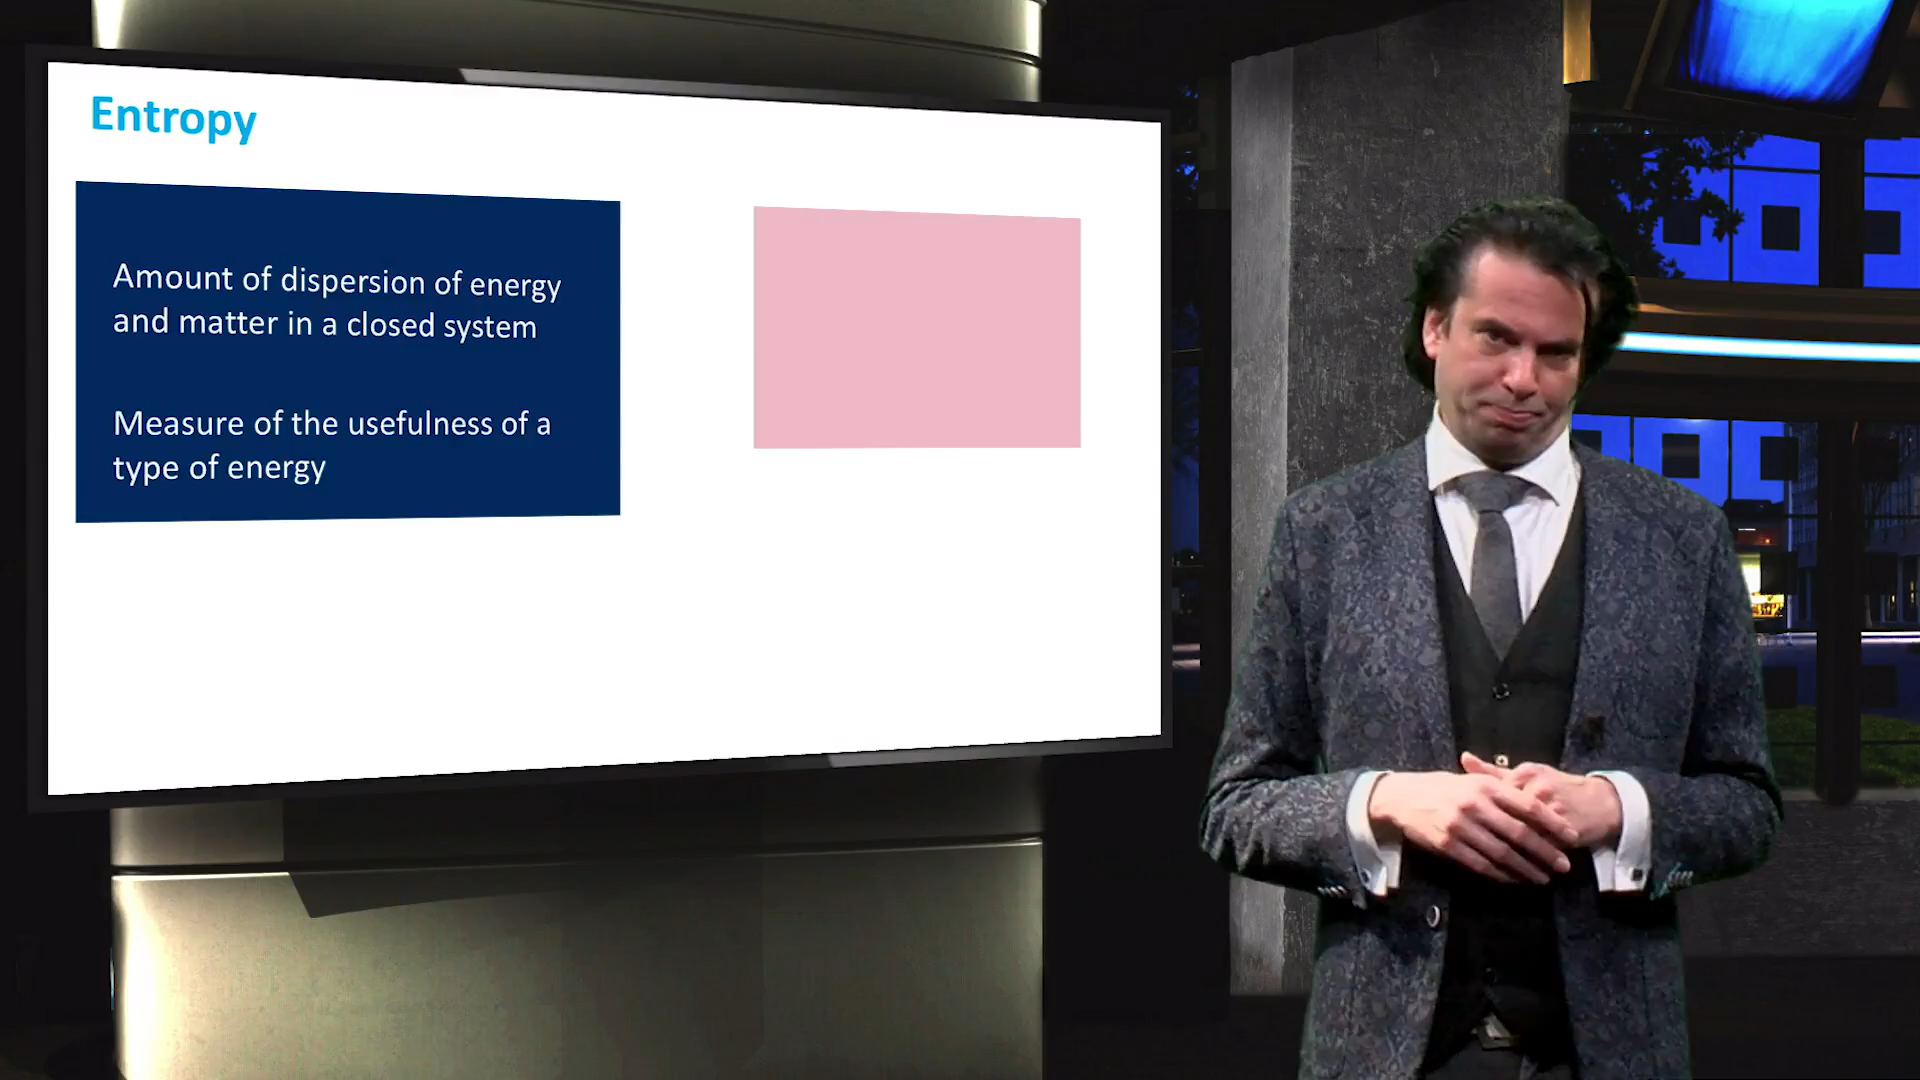 Entropy
Amount of dispersion of energy
and matter in a closed system
Measure of the usefulness of a
type of energy